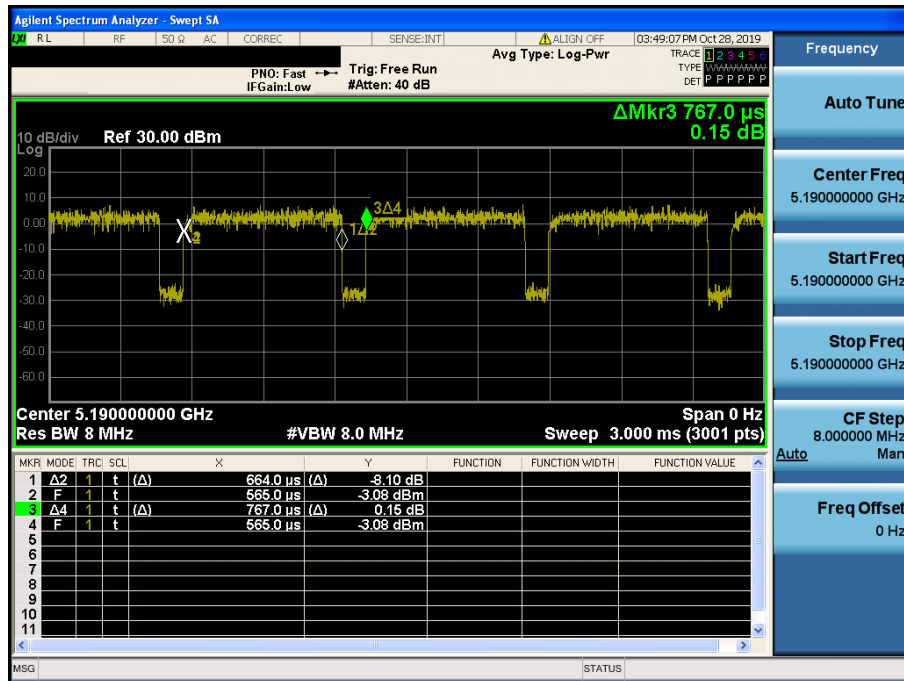 Agilent Spectrum Analyzer - Swept SA
LXI RL RF 50 Ω AC CORREC SENSE:INT ALIGN OFF 03:49:07 PM Oct 28, 2019
Avg Type: Log-Pwr
TRACE 1 2 3 4 5 6
TYPE WWWWWW
DET P P P P P P
PNO: Fast
IFGain:Low
Trig: Free Run
#Atten: 40 dB
ΔMkr3 767.0 µs
0.15 dB
10 dB/div Ref 30.00 dBm
Log
20.0
10.0
0.00
-10.0
-20.0
-30.0
-40.0
-50.0
-60.0
3Δ4
1Δ2
Center 5.190000000 GHz Span 0 Hz
Res BW 8 MHz #VBW 8.0 MHz Sweep 3.000 ms (3001 pts)
MKR MODE TRC SCL X Y FUNCTION FUNCTION WIDTH FUNCTION VALUE
1 Δ2 1 t (Δ) 664.0 µs (Δ) -8.10 dB
2 F 1 t 565.0 µs -3.08 dBm
3 Δ4 1 t (Δ) 767.0 µs (Δ) 0.15 dB
4 F 1 t 565.0 µs -3.08 dBm
5
6
7
8
9
10
11
MSG STATUS
Frequency
Auto Tune
Center Freq
5.190000000 GHz
Start Freq
5.190000000 GHz
Stop Freq
5.190000000 GHz
CF Step
8.000000 MHz
Auto Man
Freq Offset
0 Hz